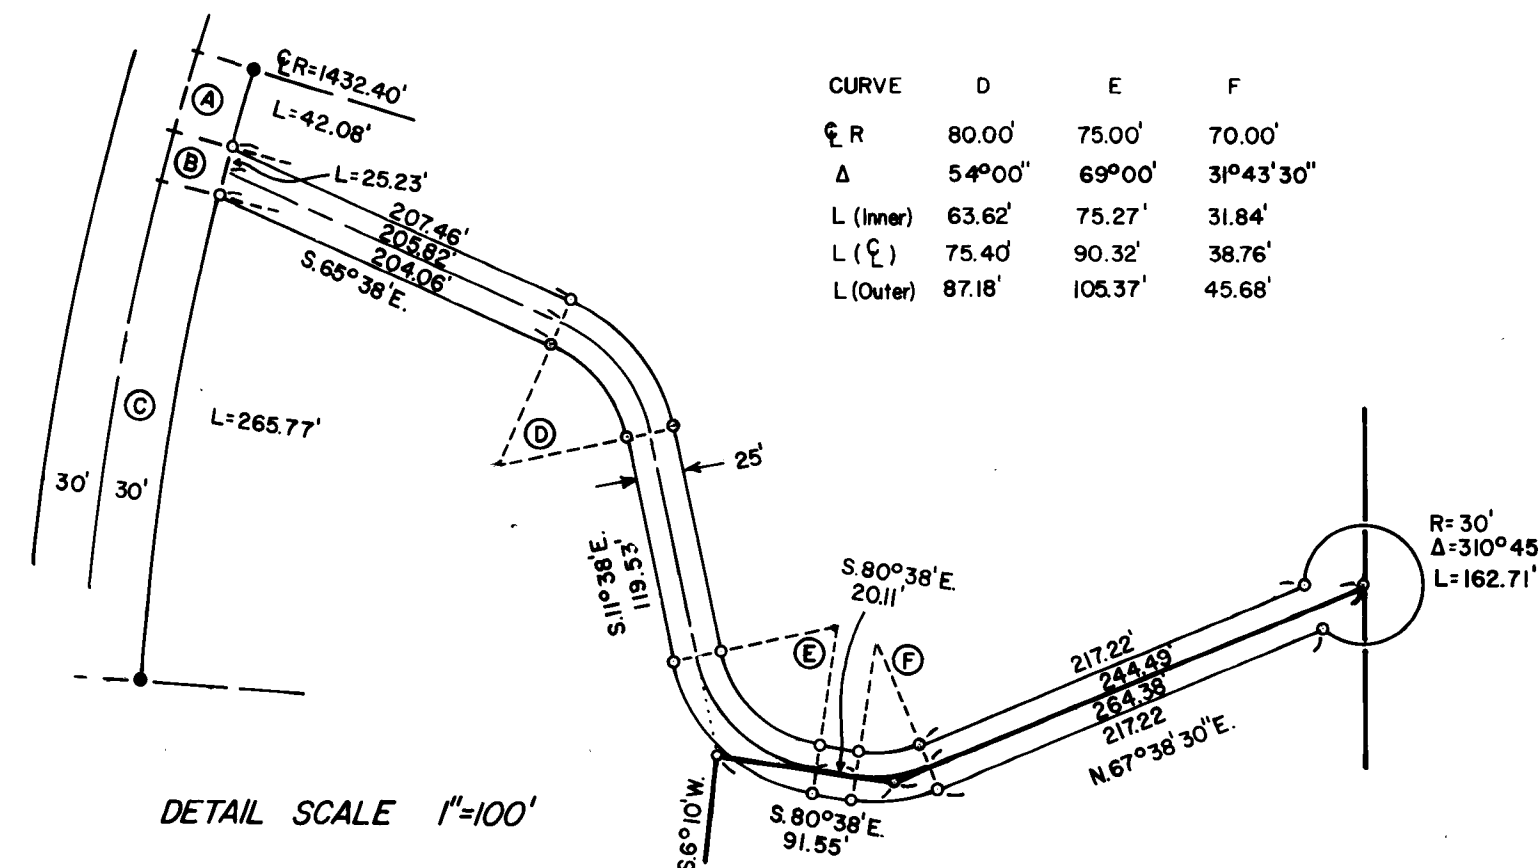 ℄ R=1432.40'
L=42.08'
A
B
L=25.23'
207.46'
205.82'
204.06'
S.65°38'E.
C
L=265.77'
30'
30'
D
25'
S.11°38'E.
119.53'
CURVE D E F
℄ R 80.00' 75.00' 70.00'
Δ 54°00" 69°00' 31°43'30"
L (Inner) 63.62' 75.27' 31.84'
L (℄) 75.40' 90.32' 38.76'
L (Outer) 87.18' 105.37' 45.68'
S.80°38'E.
20.11'
E
F
217.22'
244.49'
264.38'
217.22
N.67°38'30"E.
R=30'
Δ=310°45
L=162.71'
S.80°38'E.
91.55'
S.9°10'W.
DETAIL SCALE 1"=100'